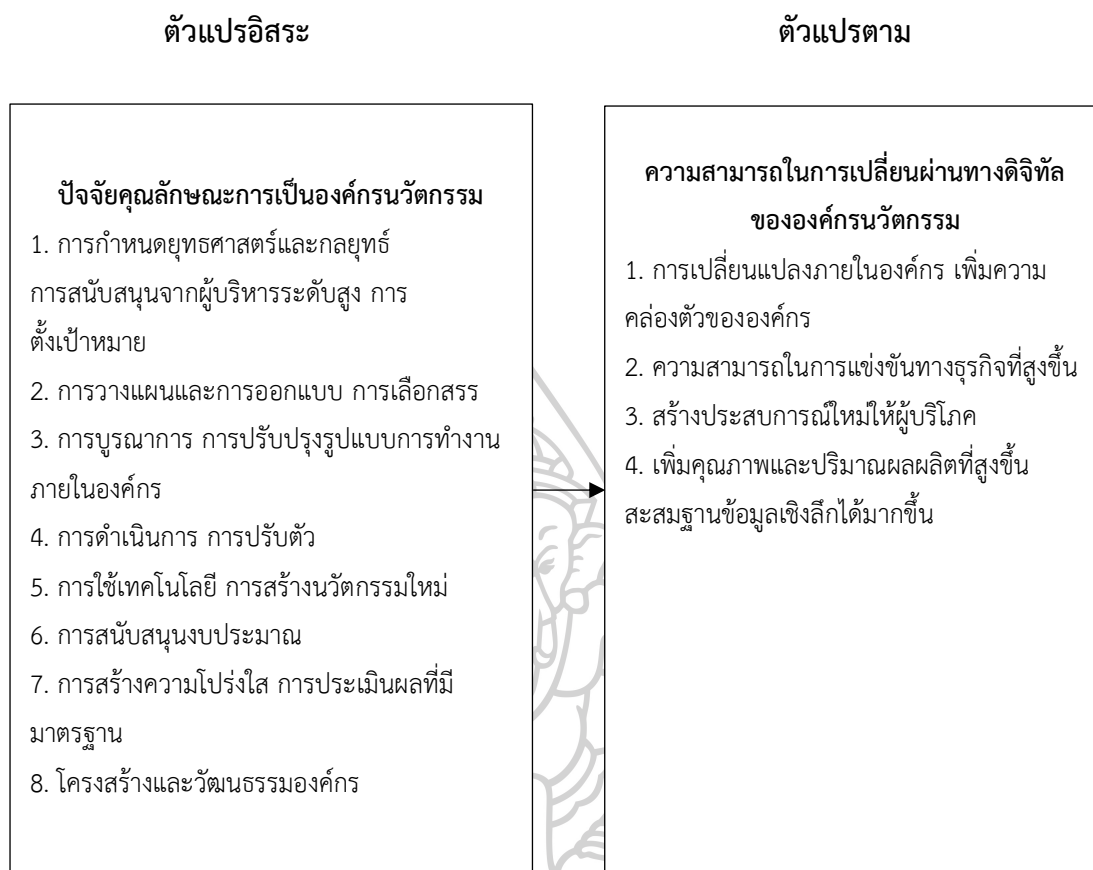 ตัวแปรอิสระ
ตัวแปรตาม
ปัจจัยคุณลักษณะการเป็นองค์กรนวัตกรรม
1. การกำหนดยุทธศาสตร์และกลยุทธ์
การสนับสนุนจากผู้บริหารระดับสูง การ
ตั้งเป้าหมาย
2. การวางแผนและการออกแบบ การเลือกสรร
3. การบูรณาการ การปรับปรุงรูปแบบการทำงาน
ภายในองค์กร
4. การดำเนินการ การปรับตัว
5. การใช้เทคโนโลยี การสร้างนวัตกรรมใหม่
6. การสนับสนุนงบประมาณ
7. การสร้างความโปร่งใส การประเมินผลที่มี
มาตรฐาน
8. โครงสร้างและวัฒนธรรมองค์กร
ความสามารถในการเปลี่ยนผ่านทางดิจิทัล
ขององค์กรนวัตกรรม
1. การเปลี่ยนแปลงภายในองค์กร เพิ่มความ
คล่องตัวขององค์กร
2. ความสามารถในการแข่งขันทางธุรกิจที่สูงขึ้น
3. สร้างประสบการณ์ใหม่ให้ผู้บริโภค
4. เพิ่มคุณภาพและปริมาณผลผลิตที่สูงขึ้น
สะสมฐานข้อมูลเชิงลึกได้มากขึ้น